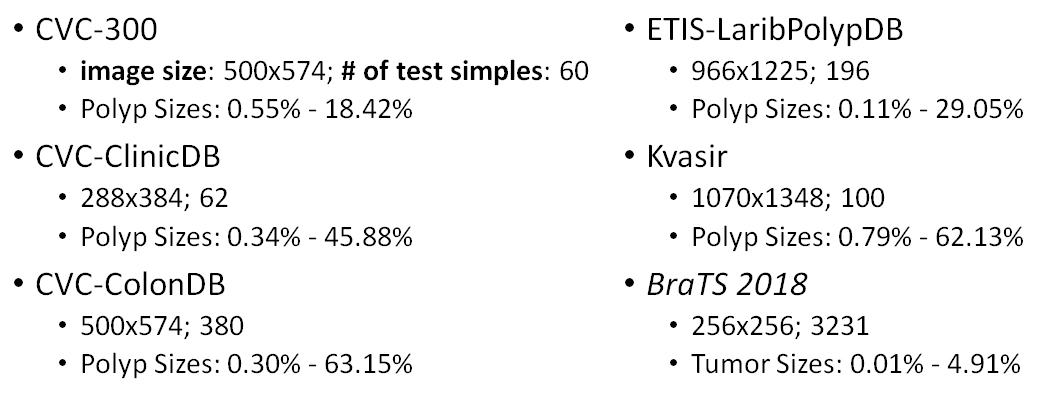 • CVC-300
• image size: 500x574; # of test simples: 60
• Polyp Sizes: 0.55% - 18.42%
• CVC-ClinicDB
• 288x384; 62
• Polyp Sizes: 0.34% - 45.88%
• CVC-ColonDB
• 500x574; 380
• Polyp Sizes: 0.30% - 63.15%
• ETIS-LaribPolypDB
• 966x1225; 196
• Polyp Sizes: 0.11% - 29.05%
• Kvasir
• 1070x1348; 100
• Polyp Sizes: 0.79% - 62.13%
• BraTS 2018
• 256x256; 3231
• Tumor Sizes: 0.01% - 4.91%